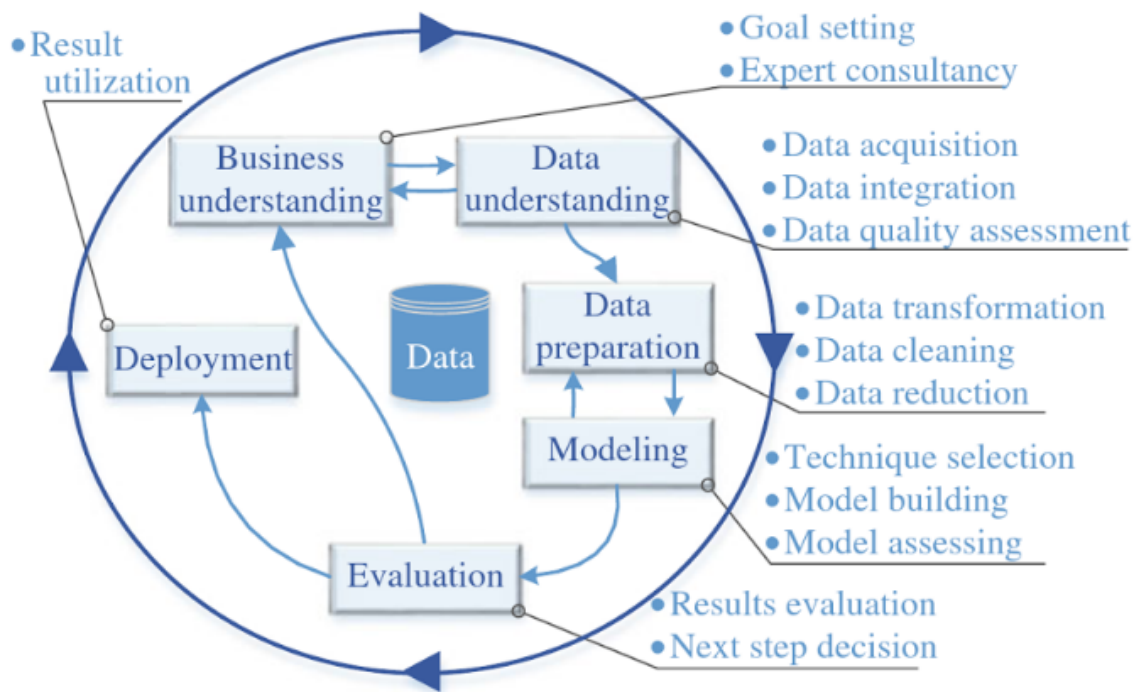 • Result
utilization
• Goal setting
• Expert consultancy
Business
understanding
Data
understanding
• Data acquisition
• Data integration
• Data quality assessment
Data
preparation
• Data transformation
• Data cleaning
• Data reduction
Deployment
Data
Modeling
• Technique selection
• Model building
• Model assessing
Evaluation
• Results evaluation
• Next step decision